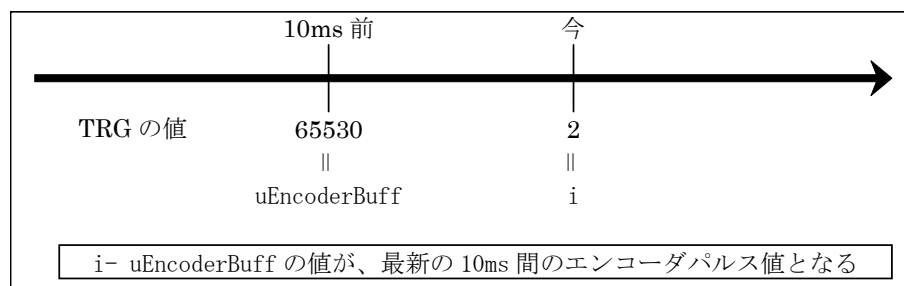 10ms 前 今
TRG の値 65530 2
|| ||
uEncoderBuff i
i- uEncoderBuff の値が、最新の 10ms 間のエンコーダパルス値となる